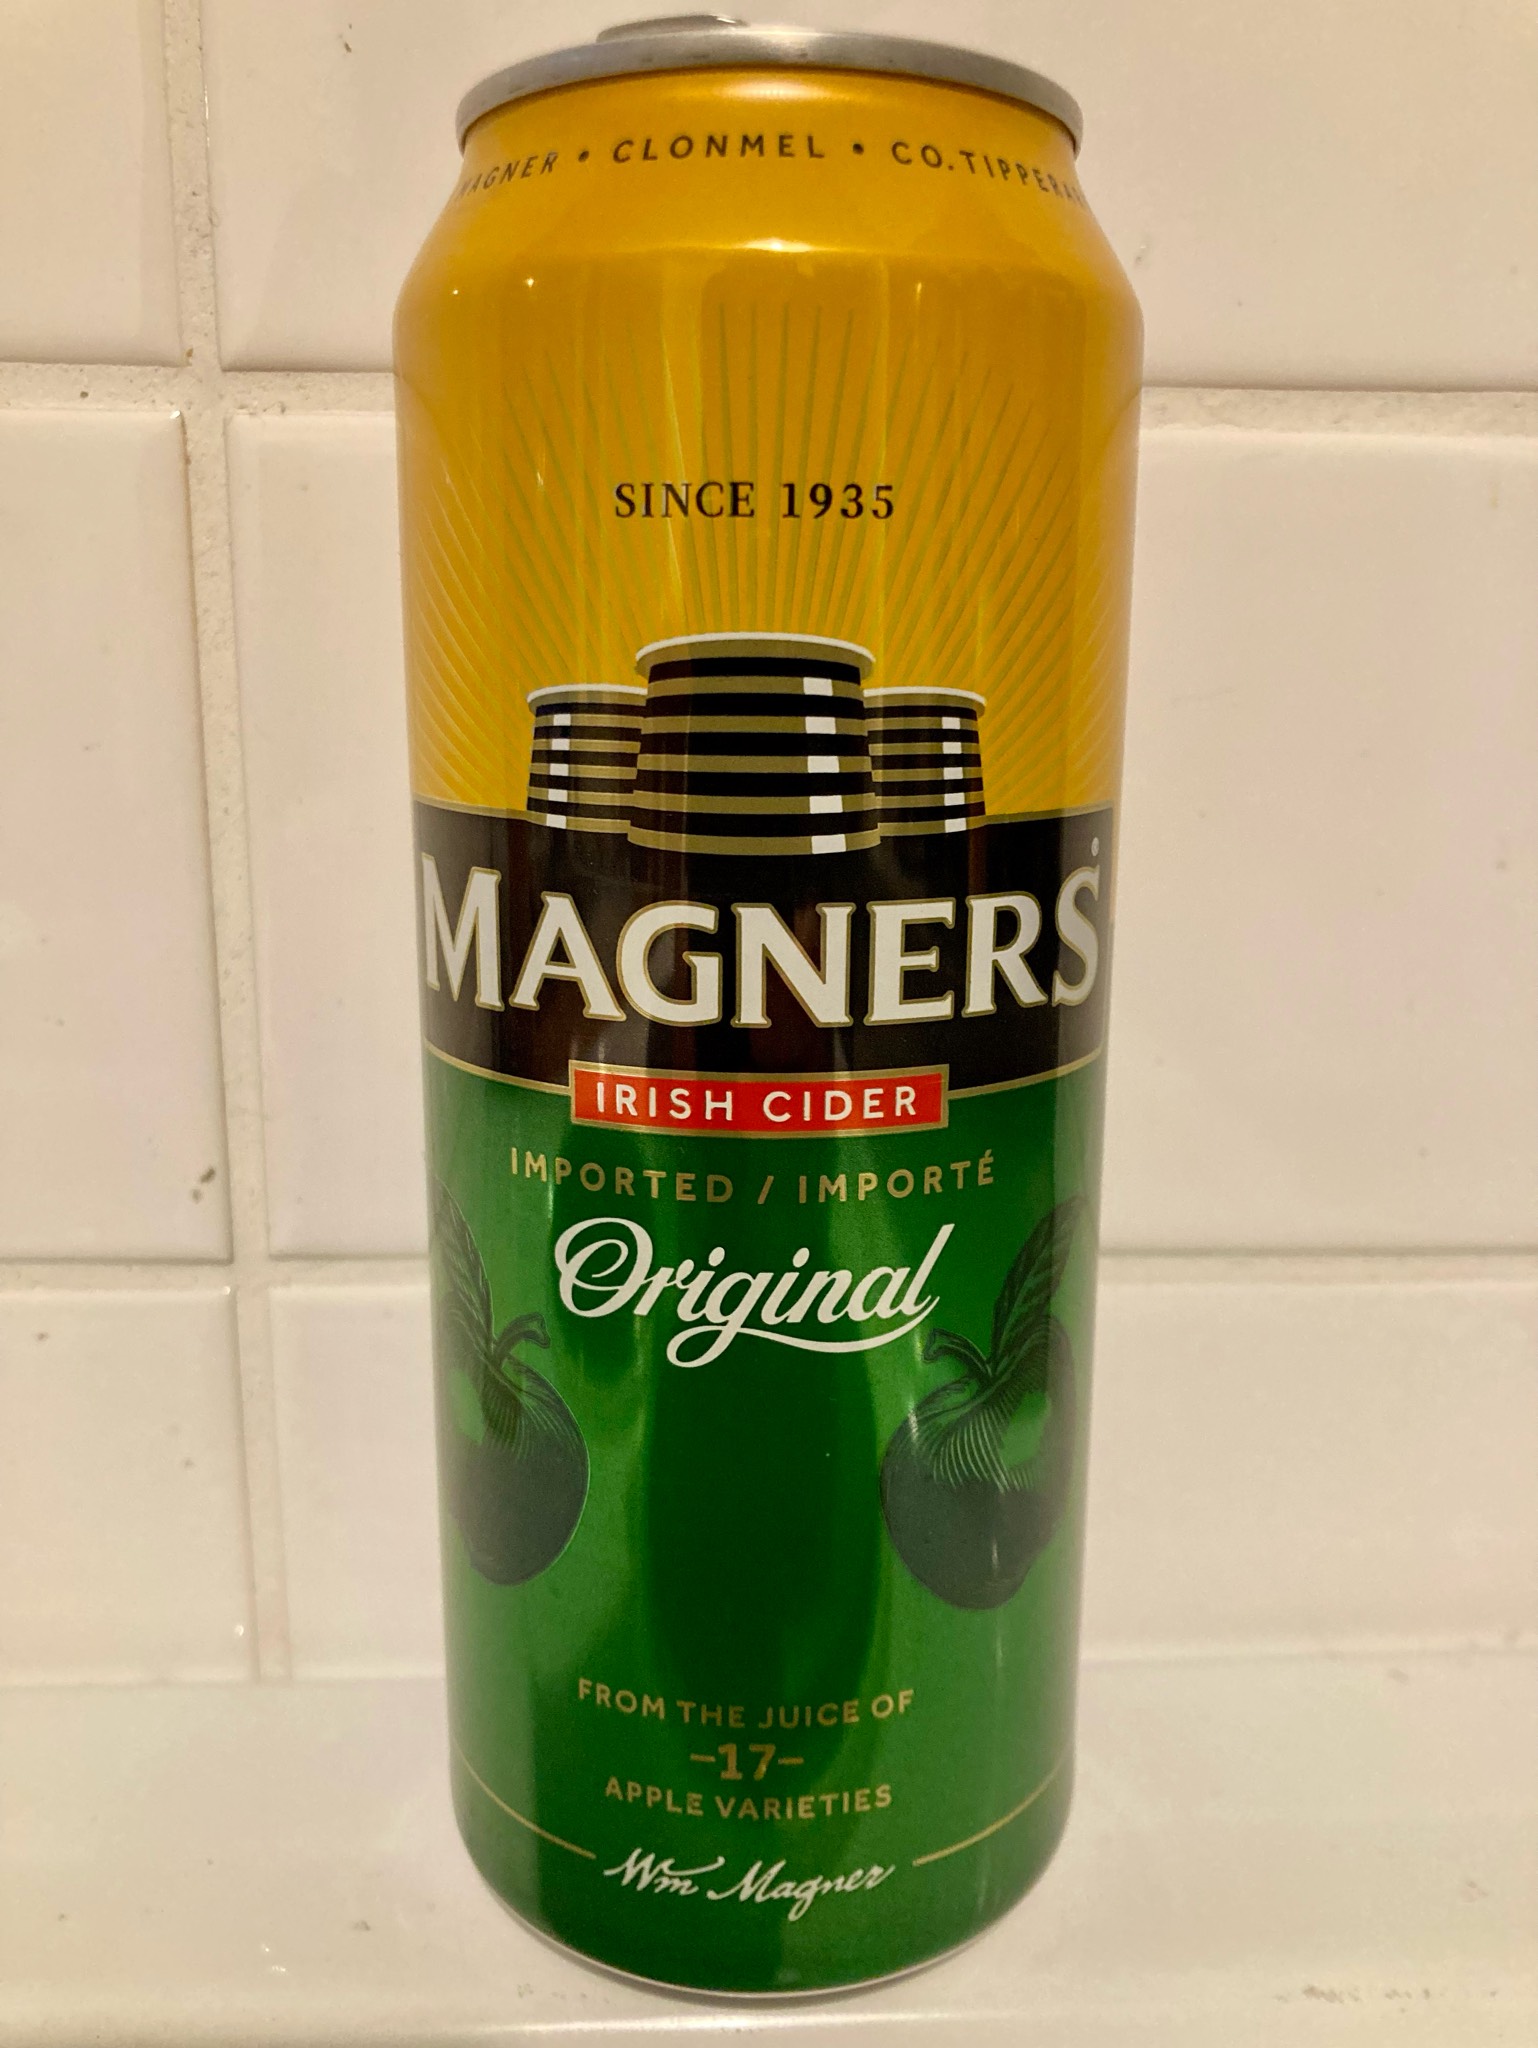 MAGNER • CLONMEL • CO. TIPPERA
SINCE 1935
MAGNERS®
IRISH CIDER
IMPORTED / IMPORTÉ
Original
FROM THE JUICE OF
-17-
APPLE VARIETIES
Wm Magner